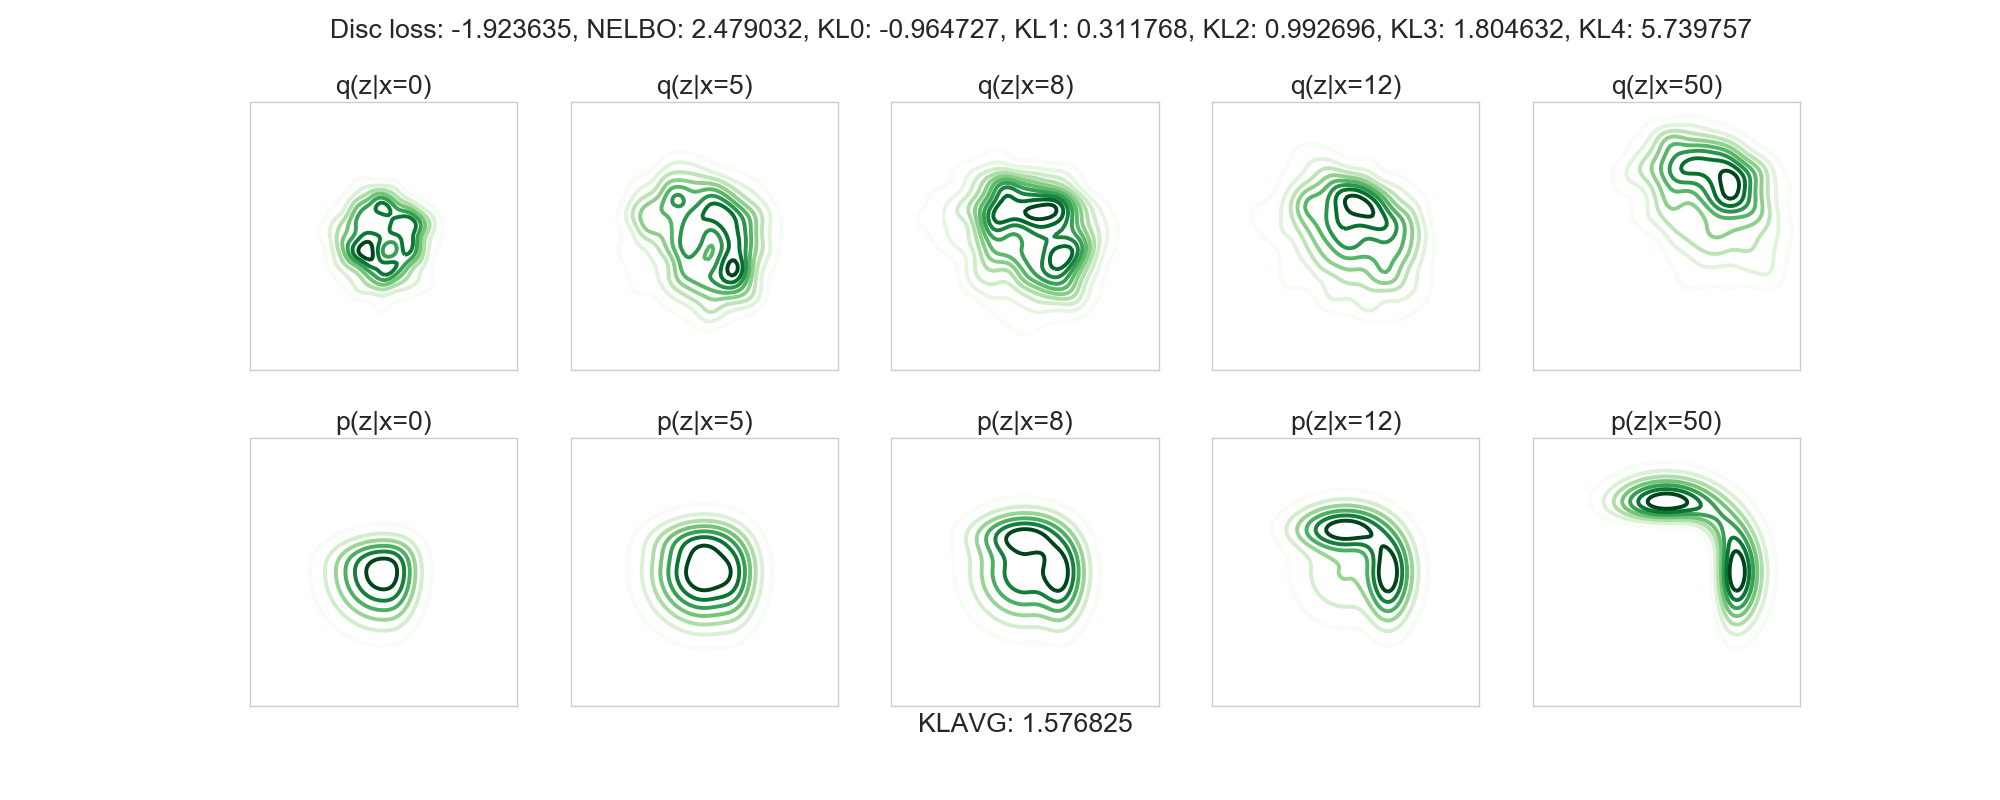 Disc loss: -1.923635, NELBO: 2.479032, KL0: -0.964727, KL1: 0.311768, KL2: 0.992696, KL3: 1.804632, KL4: 5.739757
q(z|x=0) q(z|x=5) q(z|x=8) q(z|x=12) q(z|x=50)
p(z|x=0) p(z|x=5) p(z|x=8) p(z|x=12) p(z|x=50)
KLAVG: 1.576825